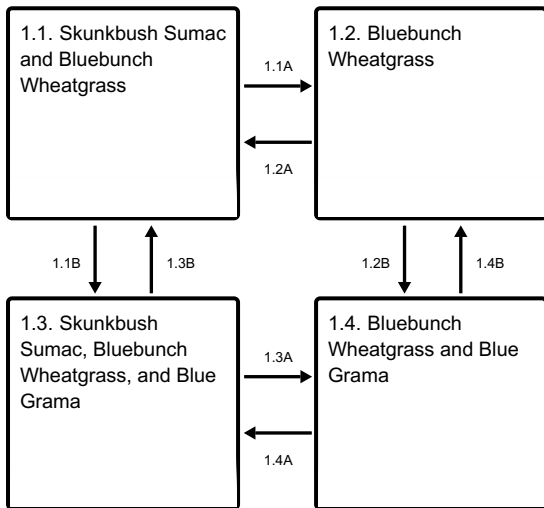 1.1. Skunkbush Sumac
and Bluebunch
Wheatgrass
1.1A
1.2. Bluebunch
Wheatgrass
1.2A
1.1B
1.3B
1.2B
1.4B
1.3. Skunkbush
Sumac, Bluebunch
Wheatgrass, and Blue
Grama
1.3A
1.4. Bluebunch
Wheatgrass and Blue
Grama
1.4A